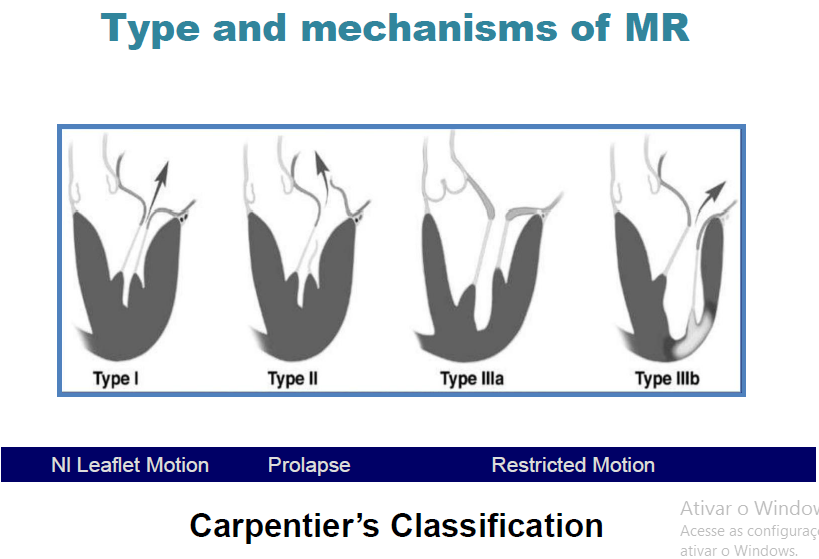 Type and mechanisms of MR
Type I Type II Type IIIa Type IIIb
Nl Leaflet Motion Prolapse Restricted Motion
Carpentier's Classification
Ativar o Window
Acesse as configuraç
ativar o Windows.